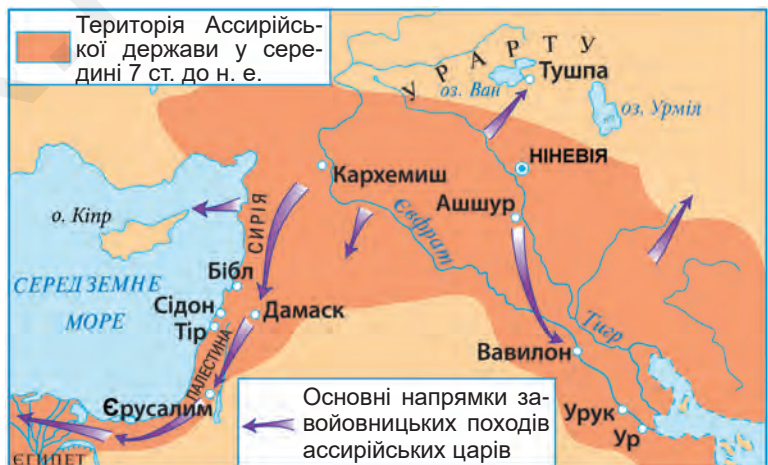 Територія Ассирійсь-
кої держави у сере-
дині 7 ст. до н. е.
УРАРТУ
Тушпа
оз. Ван
оз. Урміл
НІНЕВІЯ
Кархемиш
Ашшур
о. Кіпр
СИРІЯ
Євфрат
Бібл
СЕРЕДЗЕМНЕ
МОРЕ
Сідон
Дамаск
Тір
Тигр
ПАЛЕСТИНА
Вавилон
Єрусалим
Основні напрямки за-
войовницьких походів
ассирійських царів
Урук
Ур
ЄГИПЕТ